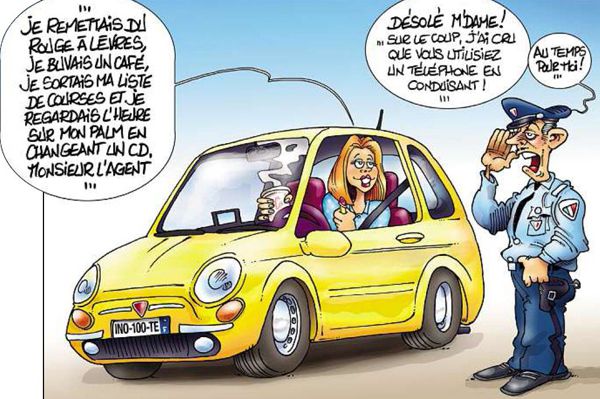 ...
JE REMETTAIS DU
ROUGE À LÈVRES,
JE BUVAIS UN CAFÉ,
JE SORTAIS MA LISTE
DE COURSES ET JE
REGARDAIS L'HEURE
SUR MON PALM EN
CHANGEANT UN CD,
MONSIEUR L'AGENT
...
DÉSOLÉ M'DAME!
... SUR LE COUP, J'AI CRU
QUE VOUS UTILISIEZ
UN TÉLÉPHONE EN
CONDUISANT!
...
AU TEMPS
POUR MOI!
...
INO-100-TE
F